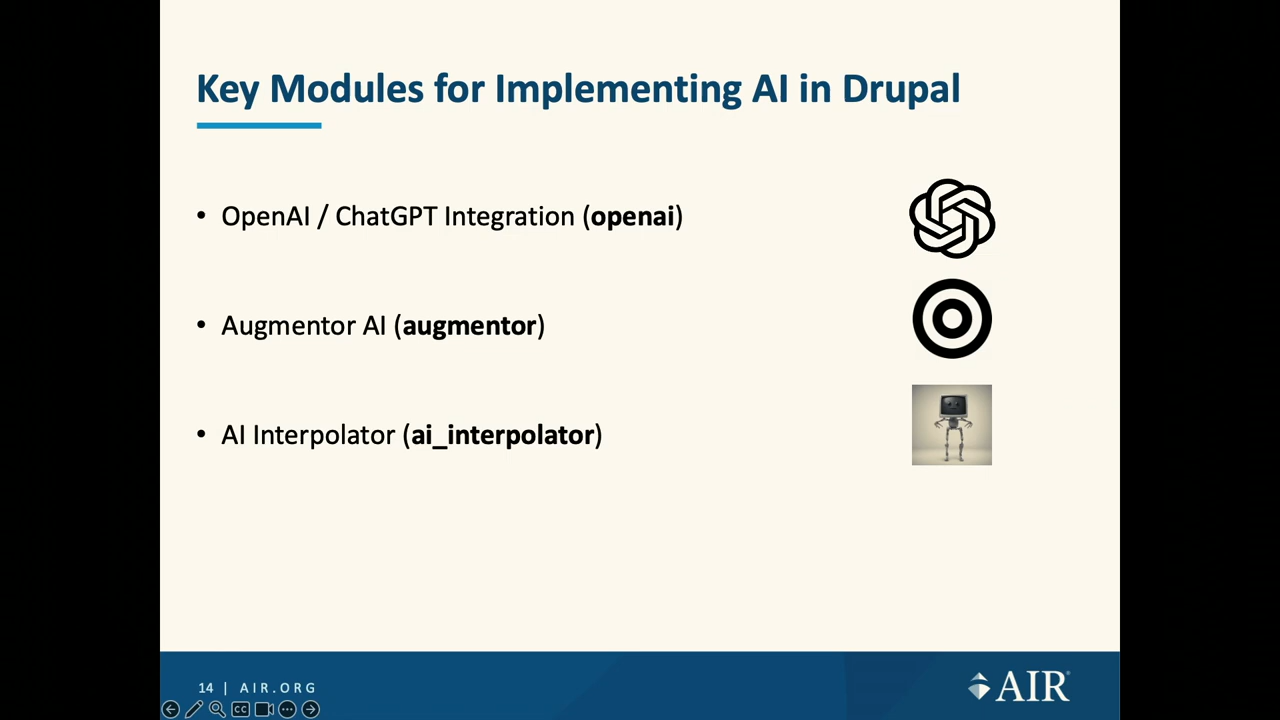 Key Modules for Implementing AI in Drupal
• OpenAI / ChatGPT Integration (openai)
• Augmentor AI (augmentor)
• AI Interpolator (ai_interpolator)
14 | AIR.ORG
AIR®
CC